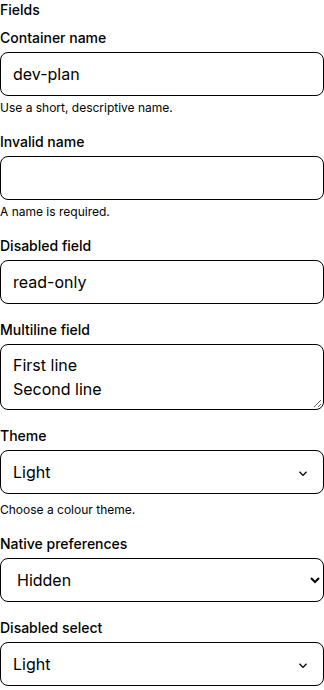 Fields
Container name
dev-plan
Use a short, descriptive name.
Invalid name
A name is required.
Disabled field
read-only
Multiline field
First line
Second line
Theme
Light
Choose a colour theme.
Native preferences
Hidden
Disabled select
Light